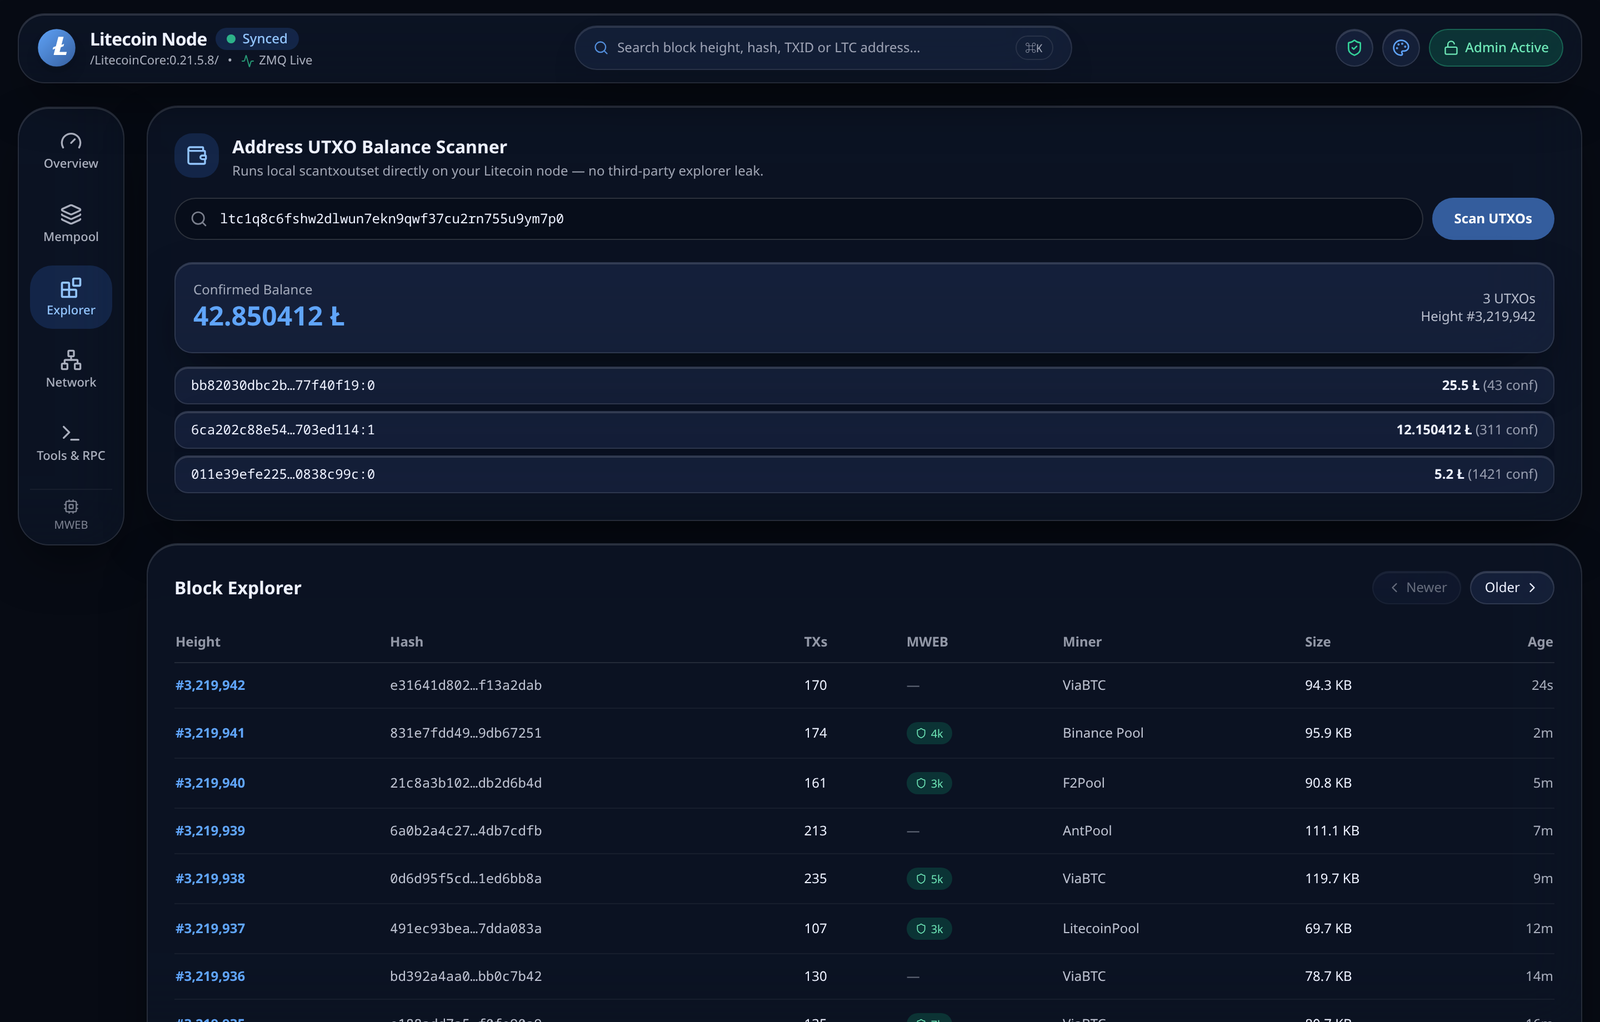 Litecoin Node
Synced
/LitecoinCore:0.21.5.8/ • ZMQ Live
Search block height, hash, TXID or LTC address...
⌘K
Admin Active
Overview
Mempool
Explorer
Network
Tools & RPC
MWEB
Address UTXO Balance Scanner
Runs local scantxoutset directly on your Litecoin node — no third-party explorer leak.
ltc1q8c6fshw2dlwun7ekn9qwf37cu2rn755u9ym7p0
Scan UTXOs
Confirmed Balance
42.850412 Ł
3 UTXOs
Height #3,219,942
bb82030dbc2b…77f40f19:0 25.5 Ł (43 conf)
6ca202c88e54…703ed114:1 12.150412 Ł (311 conf)
011e39efe225…0838c99c:0 5.2 Ł (1421 conf)
Block Explorer
Newer
Older
Height Hash TXs MWEB Miner Size Age
#3,219,942 e31641d802…f13a2dab 170 — ViaBTC 94.3 KB 24s
#3,219,941 831e7fdd49…9db67251 174 4k Binance Pool 95.9 KB 2m
#3,219,940 21c8a3b102…db2d6b4d 161 3k F2Pool 90.8 KB 5m
#3,219,939 6a0b2a4c27…4db7cdfb 213 — AntPool 111.1 KB 7m
#3,219,938 0d6d95f5cd…1ed6bb8a 235 5k ViaBTC 119.7 KB 9m
#3,219,937 491ec93bea…7dda083a 107 3k LitecoinPool 69.7 KB 12m
#3,219,936 bd392a4aa0…bb0c7b42 130 — ViaBTC 78.7 KB 14m